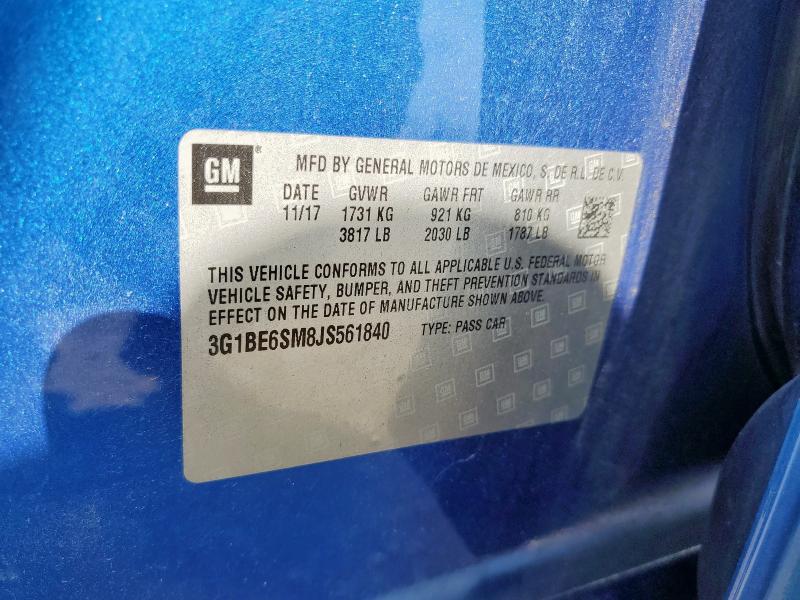 GM®
MFD BY GENERAL MOTORS DE MEXICO, S. DE R.L. DE C.V.
DATE GVWR GAWR FRT GAWR RR
11/17 1731 KG 921 KG 810 KG
3817 LB 2030 LB 1787 LB
THIS VEHICLE CONFORMS TO ALL APPLICABLE U.S. FEDERAL MOTOR
VEHICLE SAFETY, BUMPER, AND THEFT PREVENTION STANDARDS IN
EFFECT ON THE DATE OF MANUFACTURE SHOWN ABOVE.
3G1BE6SM8JS561840 TYPE: PASS CAR